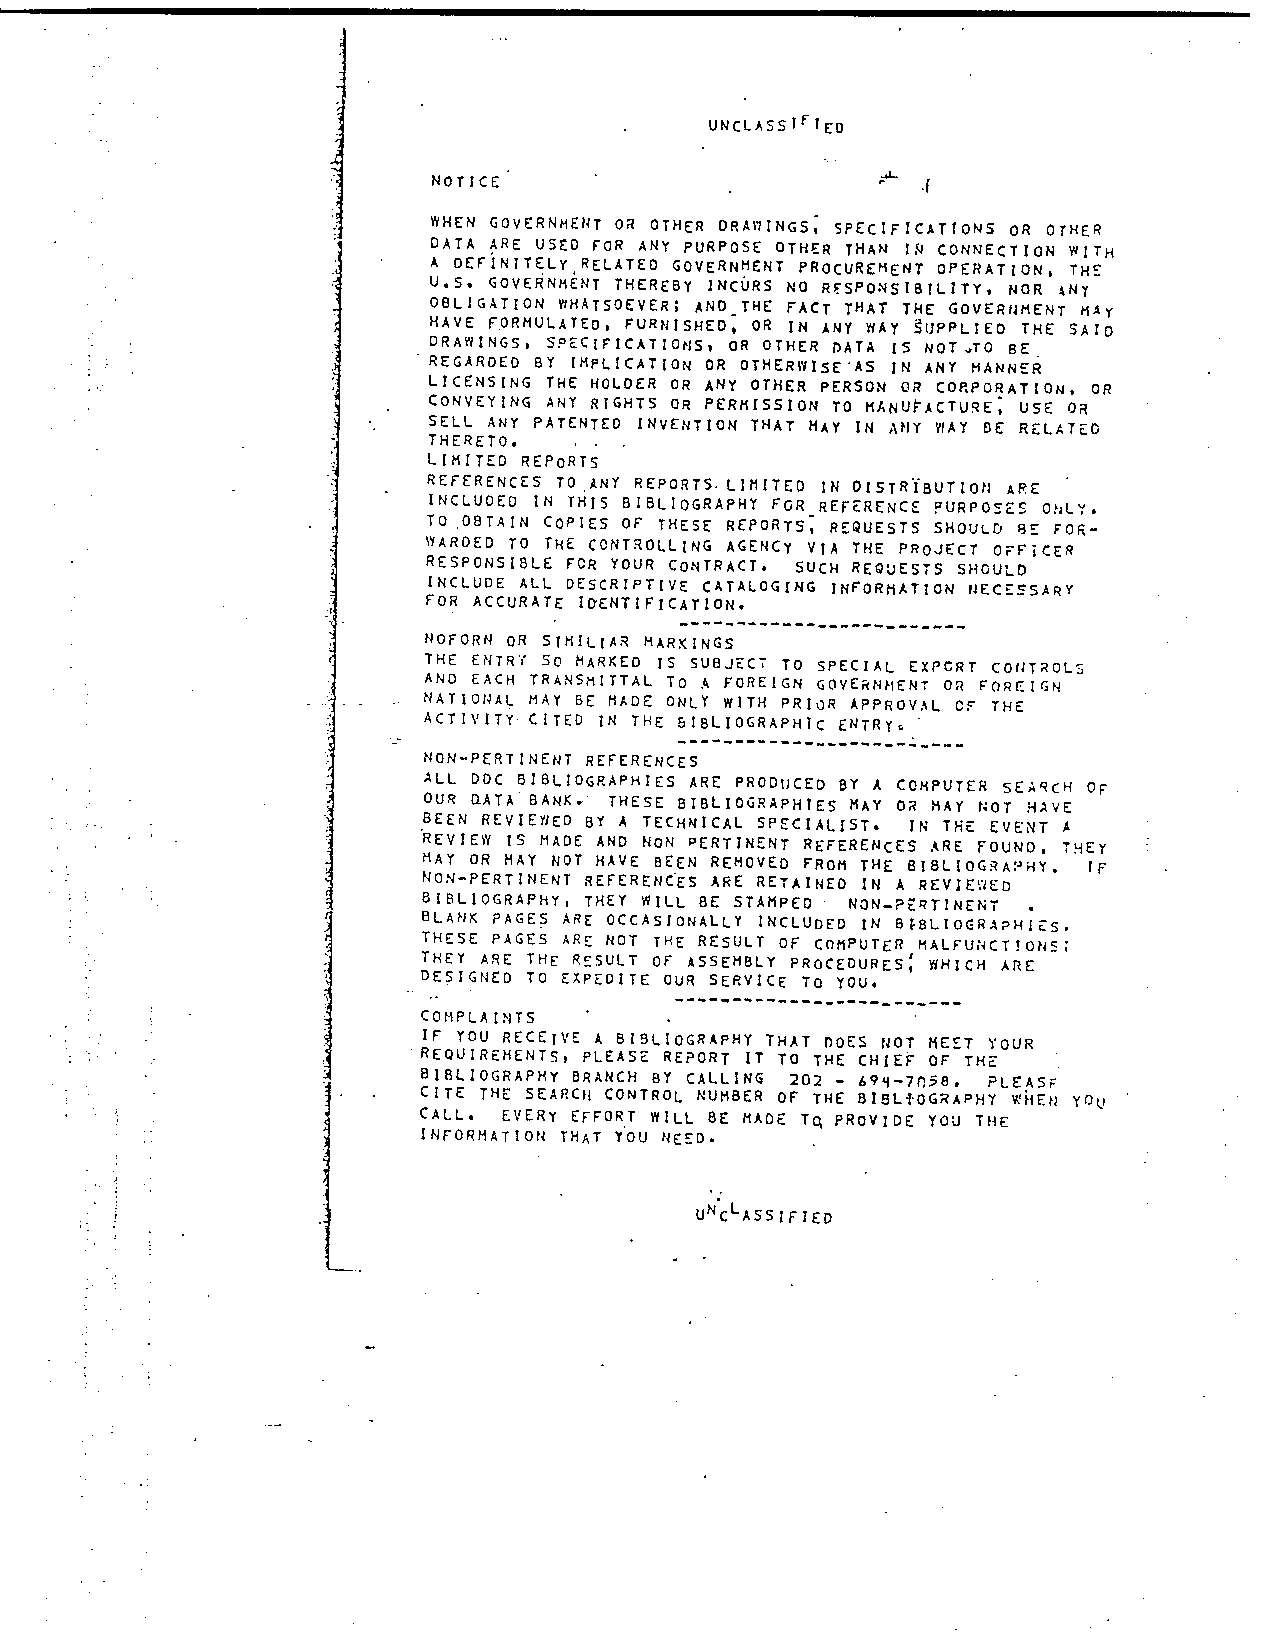 UNCLASSIFIED
NOTICE
WHEN GOVERNMENT OR OTHER DRAWINGS, SPECIFICATIONS OR OTHER
DATA ARE USED FOR ANY PURPOSE OTHER THAN IN CONNECTION WITH
A DEFINITELY RELATED GOVERNMENT PROCUREMENT OPERATION, THE
U.S. GOVERNMENT THEREBY INCURS NO RESPONSIBILITY, NOR ANY
OBLIGATION WHATSOEVER; AND THE FACT THAT THE GOVERNMENT MAY
HAVE FORMULATED, FURNISHED, OR IN ANY WAY SUPPLIED THE SAID
DRAWINGS, SPECIFICATIONS, OR OTHER DATA IS NOT TO BE
REGARDED BY IMPLICATION OR OTHERWISE AS IN ANY MANNER
LICENSING THE HOLDER OR ANY OTHER PERSON OR CORPORATION, OR
CONVEYING ANY RIGHTS OR PERMISSION TO MANUFACTURE, USE OR
SELL ANY PATENTED INVENTION THAT MAY IN ANY WAY BE RELATED
THERETO.
LIMITED REPORTS
REFERENCES TO ANY REPORTS LIMITED IN DISTRIBUTION ARE
INCLUDED IN THIS BIBLIOGRAPHY FOR REFERENCE PURPOSES ONLY.
TO OBTAIN COPIES OF THESE REPORTS, REQUESTS SHOULD BE FOR-
WARDED TO THE CONTROLLING AGENCY VIA THE PROJECT OFFICER
RESPONSIBLE FOR YOUR CONTRACT. SUCH REQUESTS SHOULD
INCLUDE ALL DESCRIPTIVE CATALOGING INFORMATION NECESSARY
FOR ACCURATE IDENTIFICATION.
-------------------------
NOFORN OR SIMILIAR MARKINGS
THE ENTRY SO MARKED IS SUBJECT TO SPECIAL EXPORT CONTROLS
AND EACH TRANSMITTAL TO A FOREIGN GOVERNMENT OR FOREIGN
NATIONAL MAY BE MADE ONLY WITH PRIOR APPROVAL OF THE
ACTIVITY CITED IN THE BIBLIOGRAPHIC ENTRY.
-------------------------
NON-PERTINENT REFERENCES
ALL DDC BIBLIOGRAPHIES ARE PRODUCED BY A COMPUTER SEARCH OF
OUR DATA BANK. THESE BIBLIOGRAPHIES MAY OR MAY NOT HAVE
BEEN REVIEWED BY A TECHNICAL SPECIALIST. IN THE EVENT A
REVIEW IS MADE AND NON PERTINENT REFERENCES ARE FOUND, THEY
MAY OR MAY NOT HAVE BEEN REMOVED FROM THE BIBLIOGRAPHY. IF
NON-PERTINENT REFERENCES ARE RETAINED IN A REVIEWED
BIBLIOGRAPHY, THEY WILL BE STAMPED NON-PERTINENT .
BLANK PAGES ARE OCCASIONALLY INCLUDED IN BIBLIOGRAPHIES.
THESE PAGES ARE NOT THE RESULT OF COMPUTER MALFUNCTIONS;
THEY ARE THE RESULT OF ASSEMBLY PROCEDURES, WHICH ARE
DESIGNED TO EXPEDITE OUR SERVICE TO YOU.
-------------------------
COMPLAINTS
IF YOU RECEIVE A BIBLIOGRAPHY THAT DOES NOT MEET YOUR
REQUIREMENTS, PLEASE REPORT IT TO THE CHIEF OF THE
BIBLIOGRAPHY BRANCH BY CALLING 202 - 694-7058. PLEASE
CITE THE SEARCH CONTROL NUMBER OF THE BIBLIOGRAPHY WHEN YOU
CALL. EVERY EFFORT WILL BE MADE TO PROVIDE YOU THE
INFORMATION THAT YOU NEED.
UNCLASSIFIED